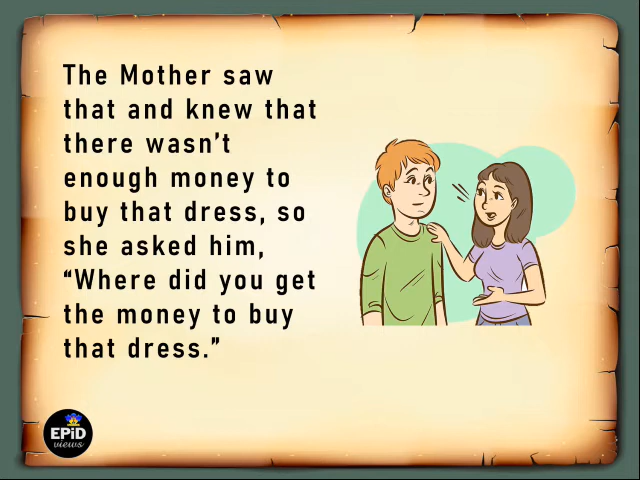 The Mother saw
that and knew that
there wasn't
enough money to
buy that dress, so
she asked him,
“Where did you get
the money to buy
that dress.”
EPiD
views